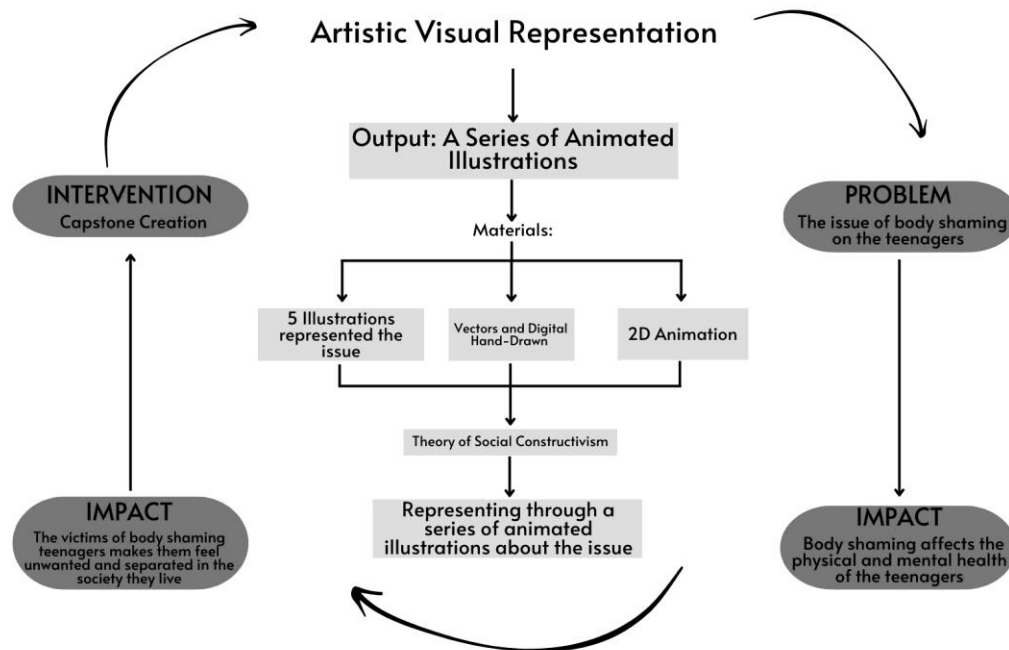 Artistic Visual Representation
Output: A Series of Animated
Illustrations
Materials:
5 Illustrations
represented the
issue
Vectors and Digital
Hand-Drawn
2D Animation
Theory of Social Constructivism
Representing through a
series of animated
illustrations about the issue
PROBLEM
The issue of body shaming
on the teenagers
IMPACT
Body shaming affects the
physical and mental health
of the teenagers
IMPACT
The victims of body shaming
teenagers makes them feel
unwanted and separated in the
society they live
INTERVENTION
Capstone Creation